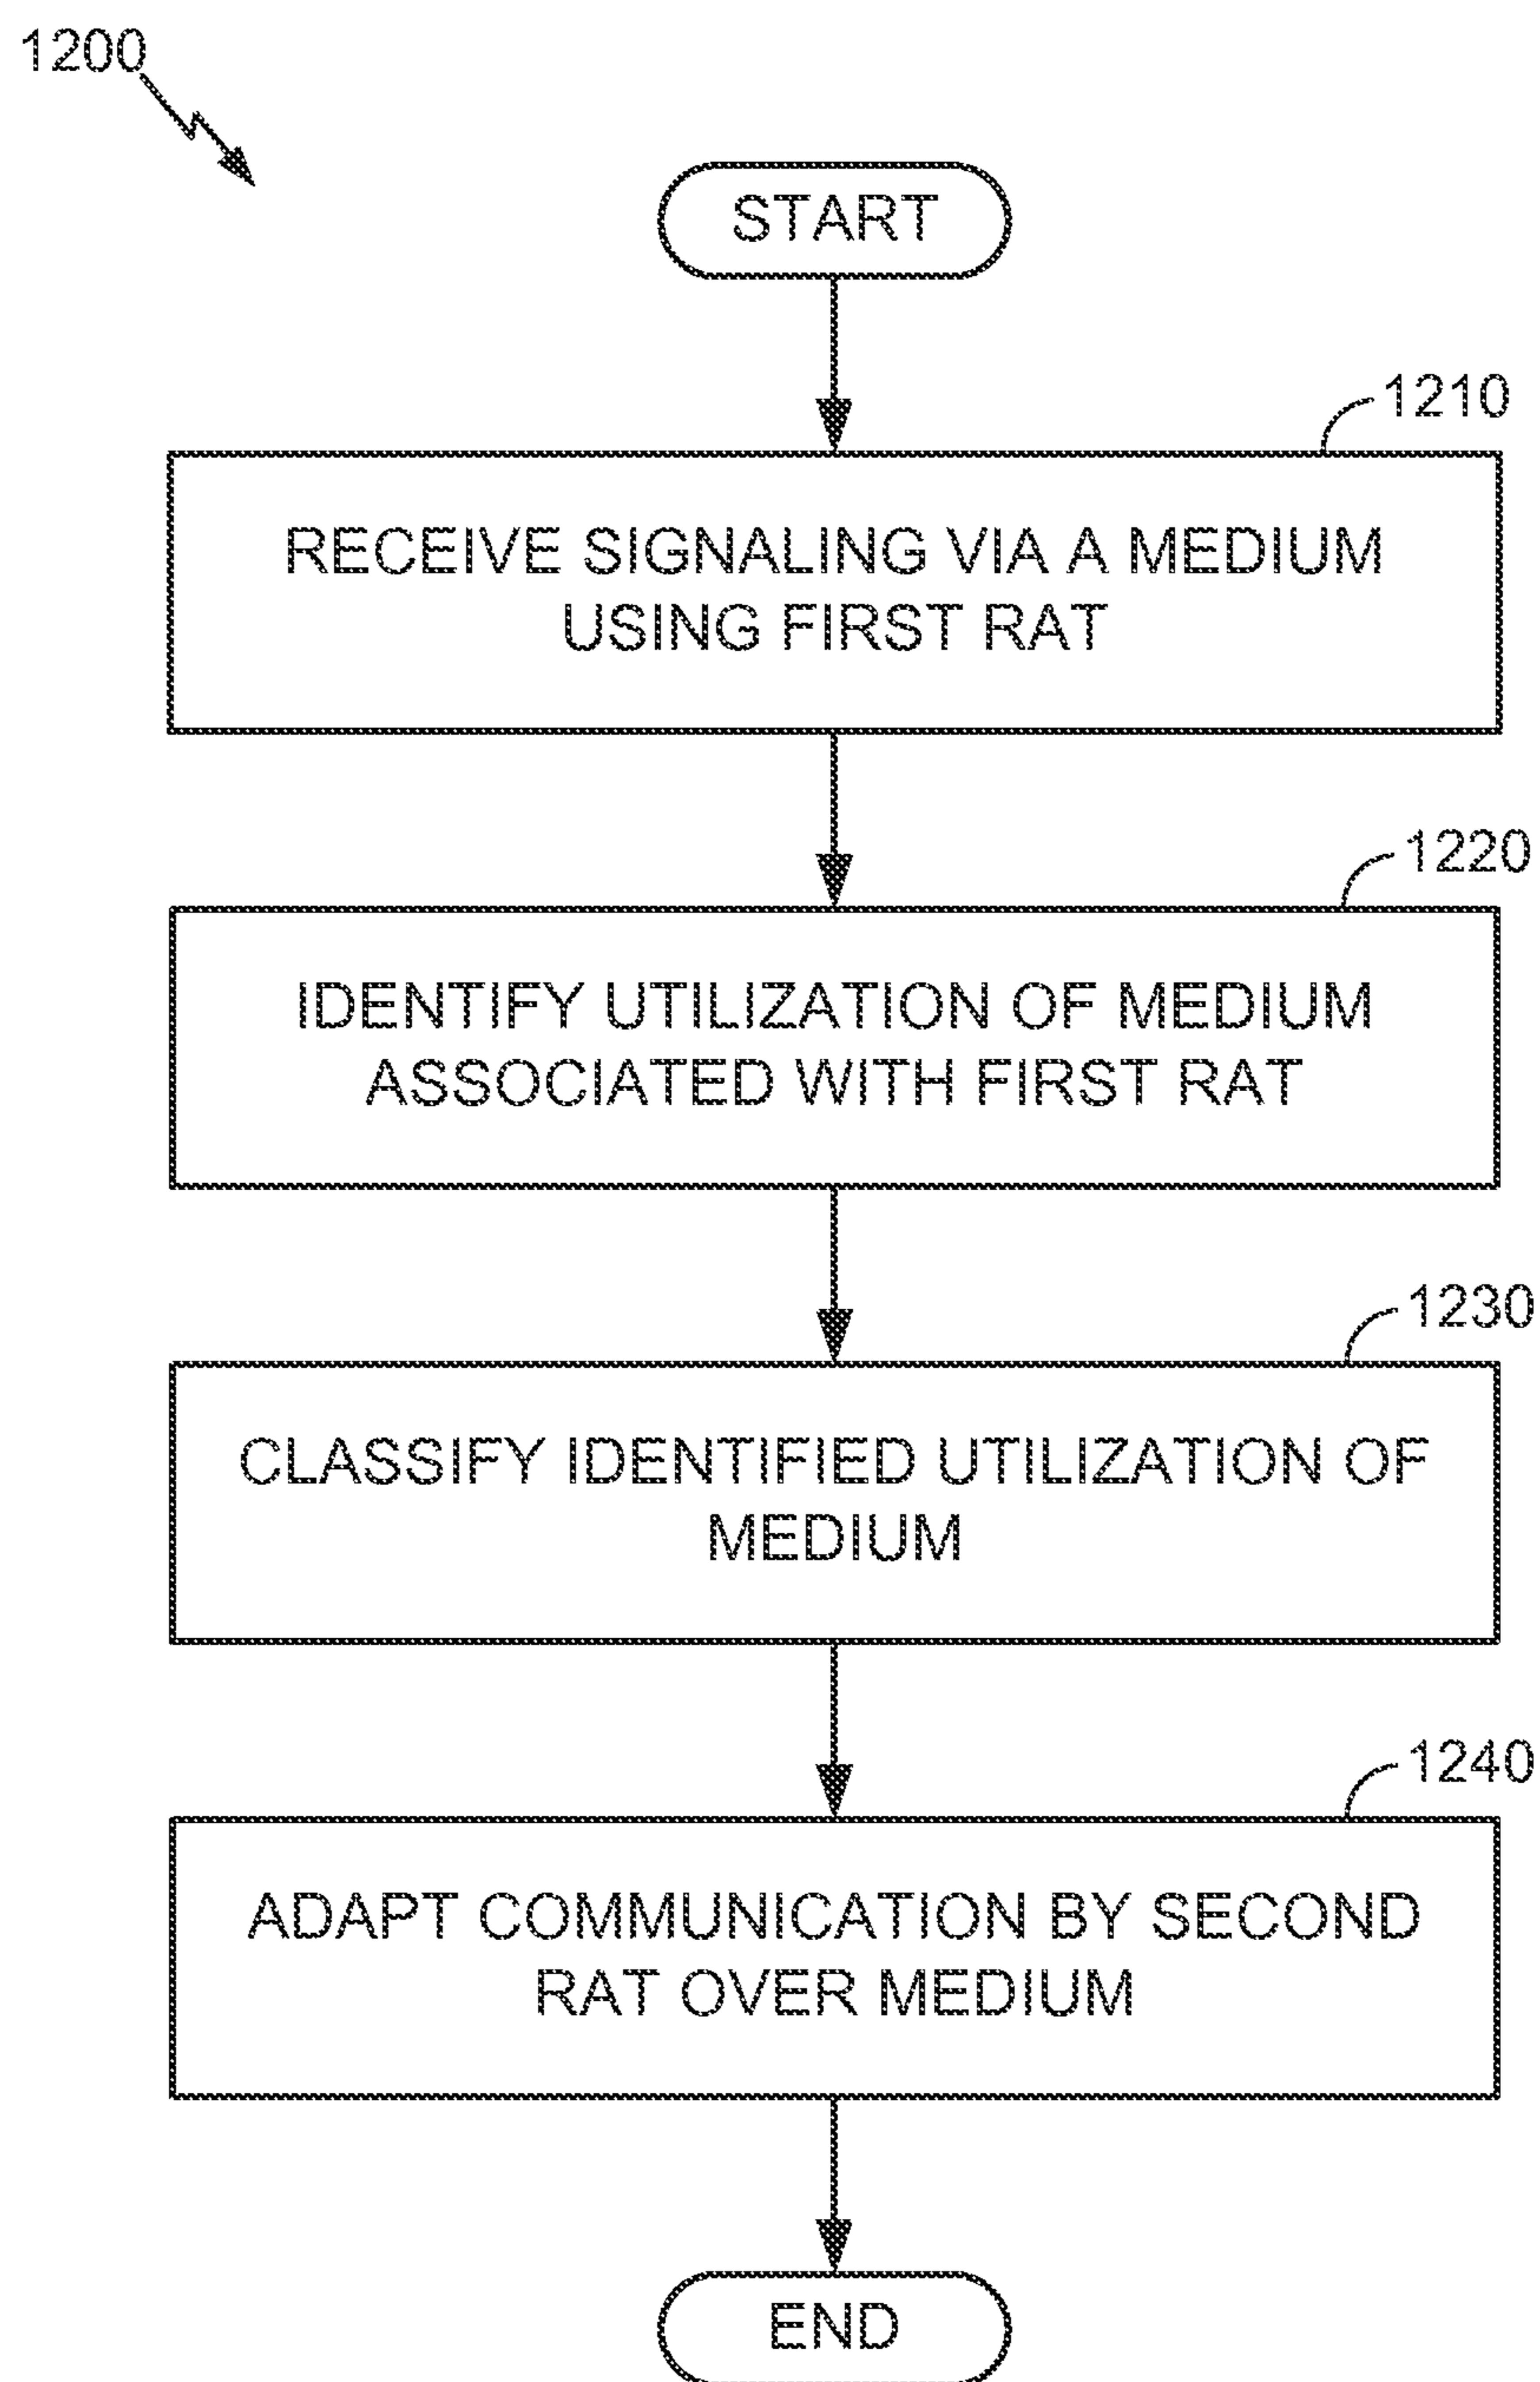 1200
START
1210
RECEIVE SIGNALING VIA A MEDIUM
USING FIRST RAT
1220
IDENTIFY UTILIZATION OF MEDIUM
ASSOCIATED WITH FIRST RAT
1230
CLASSIFY IDENTIFIED UTILIZATION OF
MEDIUM
1240
ADAPT COMMUNICATION BY SECOND
RAT OVER MEDIUM
END